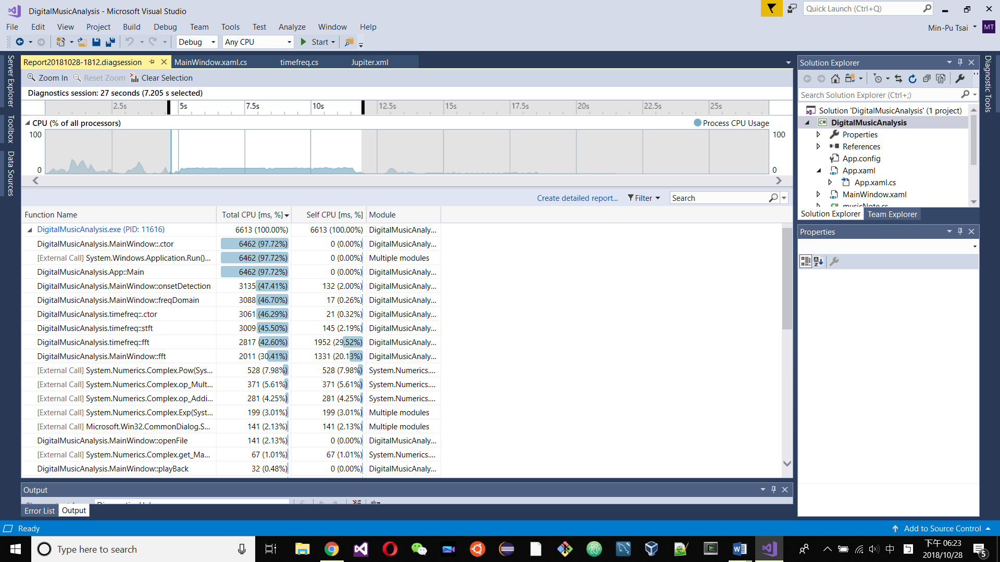 DigitalMusicAnalysis - Microsoft Visual Studio
Quick Launch (Ctrl+Q)
File Edit View Project Build Debug Team Tools Test Analyze Window Help
Min-Pu Tsai MT
Debug Any CPU Start
Server Explorer
Toolbox
Data Sources
Report20181028-1812.diagsession MainWindow.xaml.cs timefreq.cs Jupiter.xml
Zoom In Reset Zoom Clear Selection
Diagnostics session: 27 seconds (7.205 s selected)
2.5s 5s 7.5s 10s 12.5s 15s 17.5s 20s 22.5s 25s
CPU (% of all processors) Process CPU Usage
100 100
0 0
Create detailed report... Filter Search
Function Name Total CPU [ms, %] Self CPU [ms, %] Module
DigitalMusicAnalysis.exe (PID: 11616) 6613 (100.00%) 6613 (100.00%) DigitalMusicAnaly...
DigitalMusicAnalysis.MainWindow::.ctor 6462 (97.72%) 0 (0.00%) DigitalMusicAnaly...
[External Call] System.Windows.Application.Run()... 6462 (97.72%) 0 (0.00%) Multiple modules
DigitalMusicAnalysis.App::Main 6462 (97.72%) 0 (0.00%) DigitalMusicAnaly...
DigitalMusicAnalysis.MainWindow::onsetDetection 3135 (47.41%) 132 (2.00%) DigitalMusicAnaly...
DigitalMusicAnalysis.MainWindow::freqDomain 3088 (46.70%) 17 (0.26%) DigitalMusicAnaly...
DigitalMusicAnalysis.timefreq::.ctor 3061 (46.29%) 21 (0.32%) DigitalMusicAnaly...
DigitalMusicAnalysis.timefreq::stft 3009 (45.50%) 145 (2.19%) DigitalMusicAnaly...
DigitalMusicAnalysis.timefreq::fft 2817 (42.60%) 1952 (29.52%) DigitalMusicAnaly...
DigitalMusicAnalysis.MainWindow::fft 2011 (30.41%) 1331 (20.13%) DigitalMusicAnaly...
[External Call] System.Numerics.Complex.Pow(Sys... 528 (7.98%) 528 (7.98%) System.Numerics....
[External Call] System.Numerics.Complex.op_Mult... 371 (5.61%) 371 (5.61%) System.Numerics....
[External Call] System.Numerics.Complex.op_Addi... 281 (4.25%) 281 (4.25%) System.Numerics....
[External Call] System.Numerics.Complex.Exp(Syst... 199 (3.01%) 199 (3.01%) Multiple modules
[External Call] Microsoft.Win32.CommonDialog.S... 141 (2.13%) 141 (2.13%) Multiple modules
DigitalMusicAnalysis.MainWindow::openFile 141 (2.13%) 0 (0.00%) DigitalMusicAnaly...
[External Call] System.Numerics.Complex.get_Ma... 67 (1.01%) 67 (1.01%) System.Numerics....
DigitalMusicAnalysis.MainWindow::playBack 32 (0.48%) 0 (0.00%) DigitalMusicAnaly...
Output
Error List Output
Solution Explorer
Search Solution Explorer (Ctrl+;)
Solution 'DigitalMusicAnalysis' (1 project)
C# DigitalMusicAnalysis
Properties
References
App.config
App.xaml
App.xaml.cs
MainWindow.xaml
musicNote.cs
Solution Explorer Team Explorer
Properties
Diagnostic Tools
Ready Add to Source Control
Type here to search
中
下午 06:23
2018/10/28
5